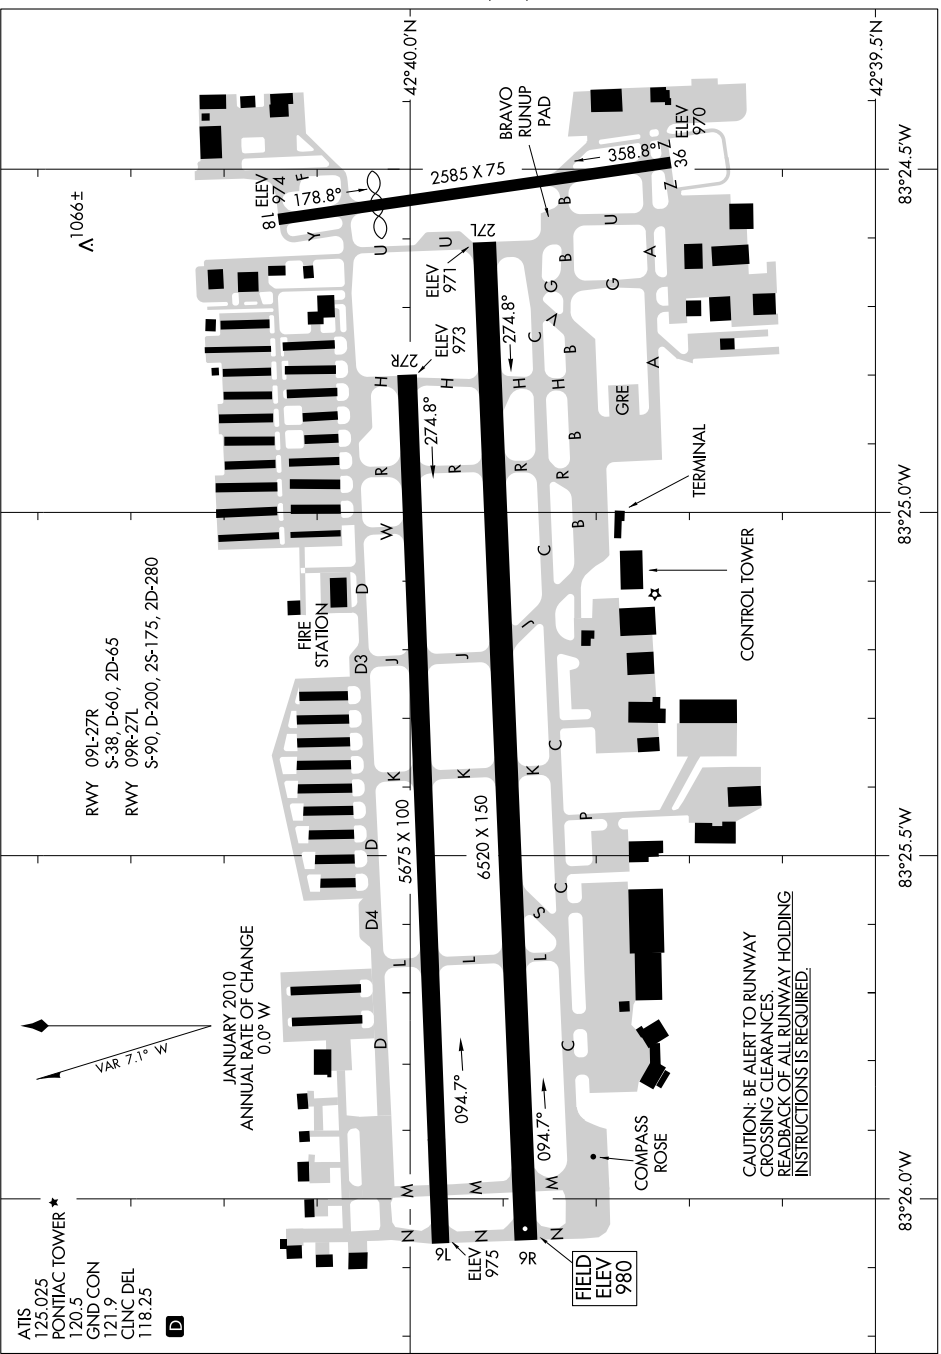 ATIS
125.025
PONTIAC TOWER
120.5
GND CON
121.9
CLNC DEL
118.25
D
VAR 7.1° W
JANUARY 2010
ANNUAL RATE OF CHANGE
0.0° W
RWY 09L-27R
S-38, D-60, 2D-65
RWY 09R-27L
S-90, D-200, 2S-175, 2D-280
1066±
FIRE
STATION
D
D4
D
D3
D
W
R
H
U
Y
F
18
ELEV
974
178.8°
2585 X 75
358.8°
36
ELEV
970
Z
Z
42°40.0'N
42°39.5'N
83°24.5'W
83°25.0'W
83°25.5'W
83°26.0'W
N
M
L
K
J
9L
ELEV
975
094.7°
5675 X 100
274.8°
27R
ELEV
973
N
M
L
K
J
R
H
U
9R
FIELD
ELEV
980
094.7°
6520 X 150
274.8°
27L
ELEV
971
BRAVO
RUNUP
PAD
N
M
L
S
K
J
R
H
C
C
C
C
C
V
G
B
B
U
G
A
A
R
H
B
B
B
P
GRE
TERMINAL
CONTROL TOWER
COMPASS
ROSE
CAUTION: BE ALERT TO RUNWAY
CROSSING CLEARANCES.
READBACK OF ALL RUNWAY HOLDING
INSTRUCTIONS IS REQUIRED.